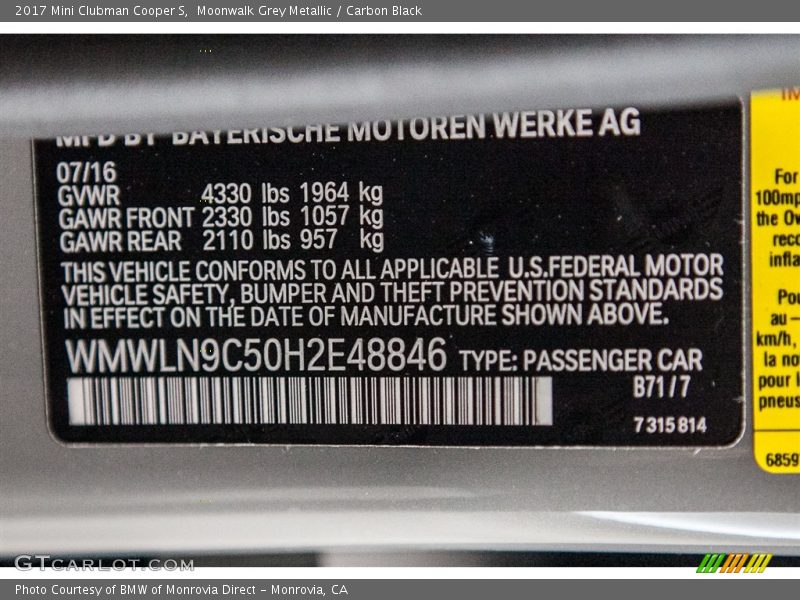 2017 Mini Clubman Cooper S, Moonwalk Grey Metallic / Carbon Black
MFD BY BAYERISCHE MOTOREN WERKE AG
07/16
GVWR 4330 lbs 1964 kg
GAWR FRONT 2330 lbs 1057 kg
GAWR REAR 2110 lbs 957 kg
THIS VEHICLE CONFORMS TO ALL APPLICABLE U.S.FEDERAL MOTOR
VEHICLE SAFETY, BUMPER AND THEFT PREVENTION STANDARDS
IN EFFECT ON THE DATE OF MANUFACTURE SHOWN ABOVE.
WMWLN9C50H2E48846 TYPE: PASSENGER CAR
B71/7
7 315 814
For
100mp
the Ow
reco
infla
Pou
au –
km/h,
la no
pour l
pneus
6859
GTCARLOT.COM
Photo Courtesy of BMW of Monrovia Direct – Monrovia, CA